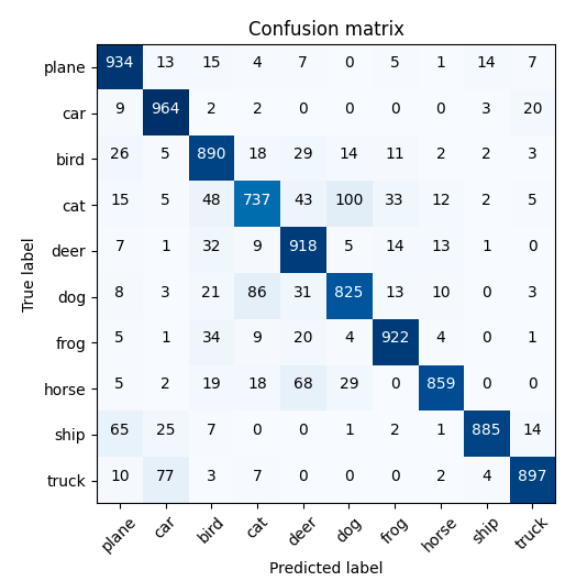 Confusion matrix
plane 934 13 15 4 7 0 5 1 14 7
car 9 964 2 2 0 0 0 0 3 20
bird 26 5 890 18 29 14 11 2 2 3
cat 15 5 48 737 43 100 33 12 2 5
deer 7 1 32 9 918 5 14 13 1 0
dog 8 3 21 86 31 825 13 10 0 3
frog 5 1 34 9 20 4 922 4 0 1
horse 5 2 19 18 68 29 0 859 0 0
ship 65 25 7 0 0 1 2 1 885 14
truck 10 77 3 7 0 0 0 2 4 897
True label
plane car bird cat deer dog frog horse ship truck
Predicted label